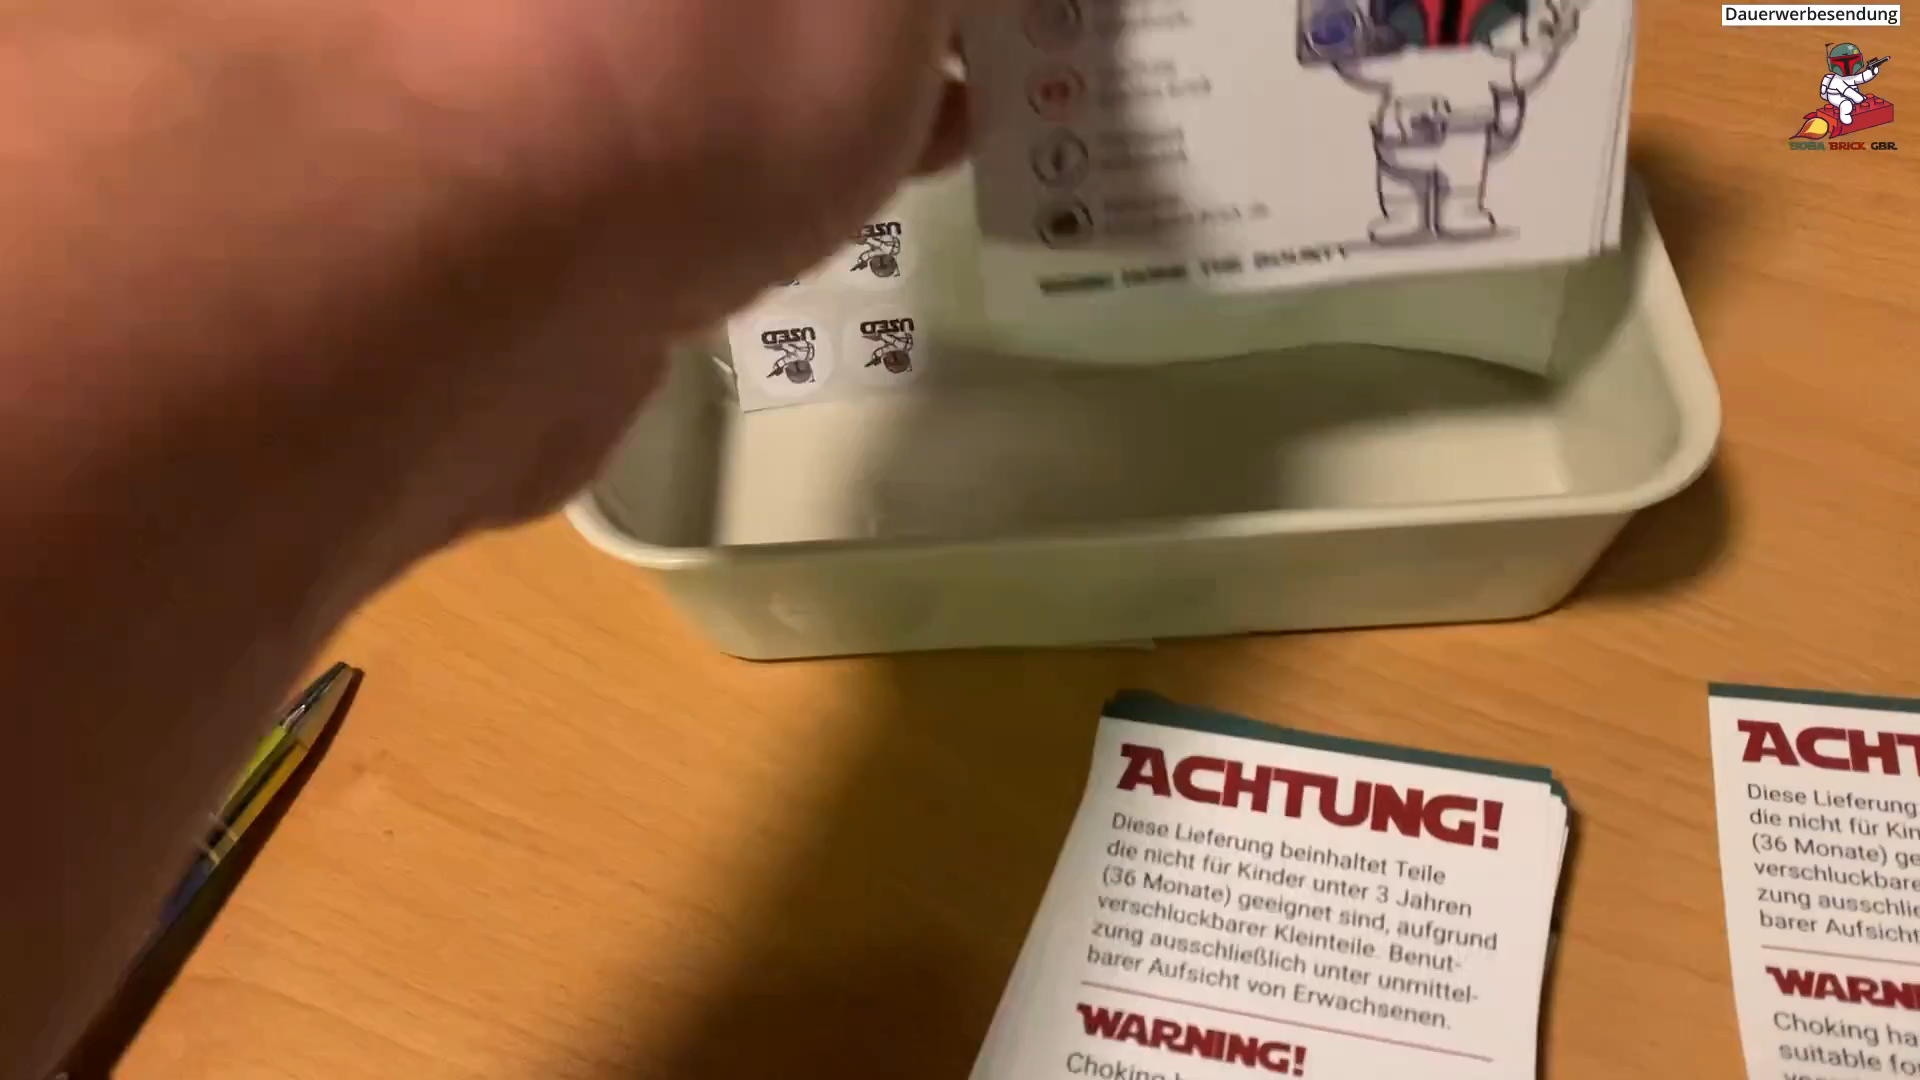 Dauerwerbesendung
BOBA BRICK GBR.
USED
USED
USED
ACHTUNG!
Diese Lieferung beinhaltet Teile
die nicht für Kinder unter 3 Jahren
(36 Monate) geeignet sind, aufgrund
verschluckbarer Kleinteile. Benut-
zung ausschließlich unter unmittel-
barer Aufsicht von Erwachsenen.
WARNING!
Choking
ACHT
Diese Lieferung
die nicht für Kin
(36 Monate) ge
verschluckbare
zung ausschlie
barer Aufsicht
WARN
Choking ha
suitable fo